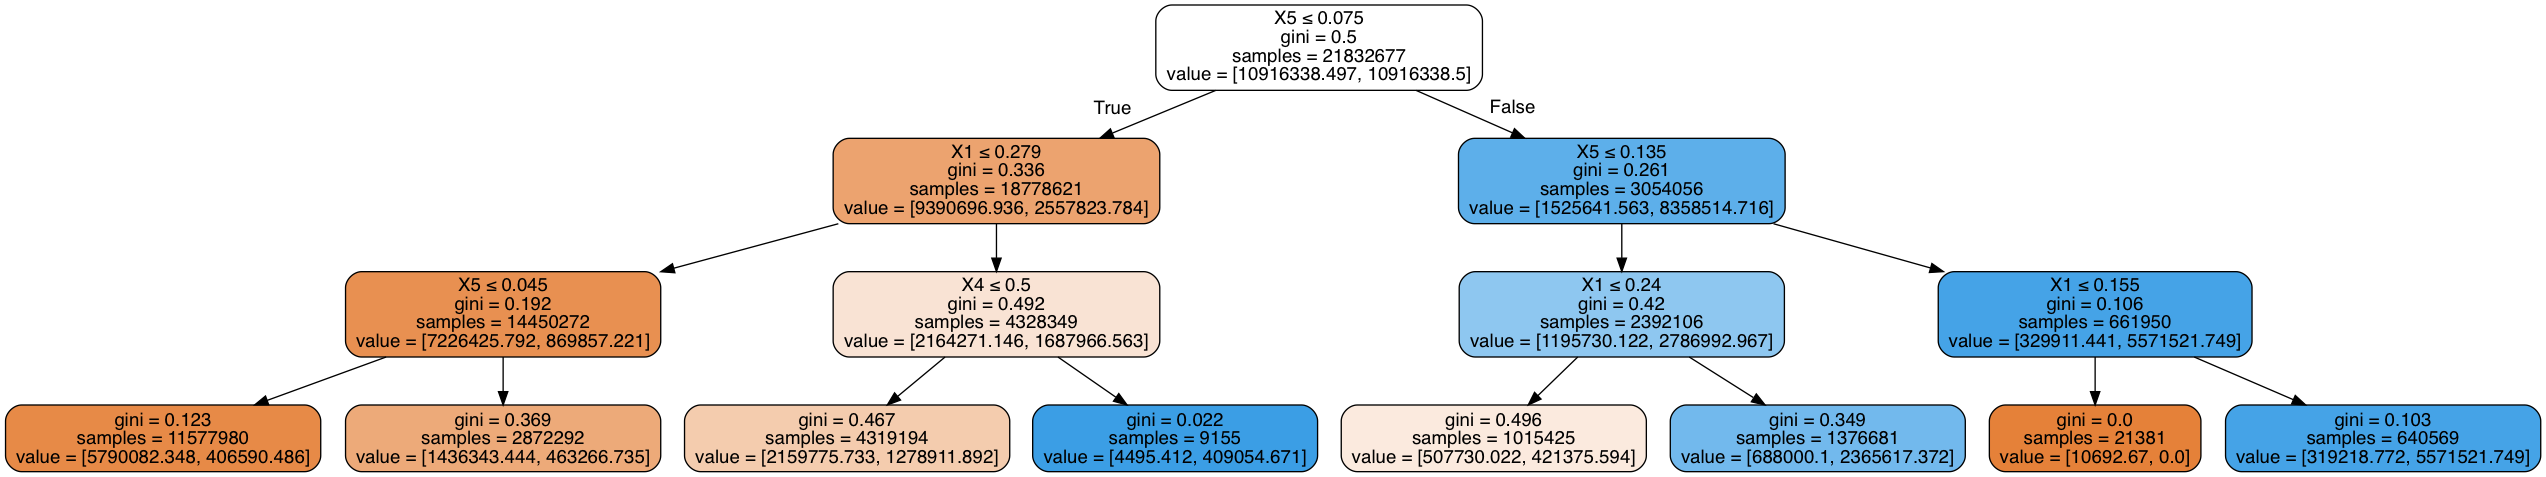 X5 ≤ 0.075
gini = 0.5
samples = 21832677
value = [10916338.497, 10916338.5]
True
False
X1 ≤ 0.279
gini = 0.336
samples = 18778621
value = [9390696.936, 2557823.784]
X5 ≤ 0.135
gini = 0.261
samples = 3054056
value = [1525641.563, 8358514.716]
X5 ≤ 0.045
gini = 0.192
samples = 14450272
value = [7226425.792, 869857.221]
X4 ≤ 0.5
gini = 0.492
samples = 4328349
value = [2164271.146, 1687966.563]
X1 ≤ 0.24
gini = 0.42
samples = 2392106
value = [1195730.122, 2786992.967]
X1 ≤ 0.155
gini = 0.106
samples = 661950
value = [329911.441, 5571521.749]
gini = 0.123
samples = 11577980
value = [5790082.348, 406590.486]
gini = 0.369
samples = 2872292
value = [1436343.444, 463266.735]
gini = 0.467
samples = 4319194
value = [2159775.733, 1278911.892]
gini = 0.022
samples = 9155
value = [4495.412, 409054.671]
gini = 0.496
samples = 1015425
value = [507730.022, 421375.594]
gini = 0.349
samples = 1376681
value = [688000.1, 2365617.372]
gini = 0.0
samples = 21381
value = [10692.67, 0.0]
gini = 0.103
samples = 640569
value = [319218.772, 5571521.749]